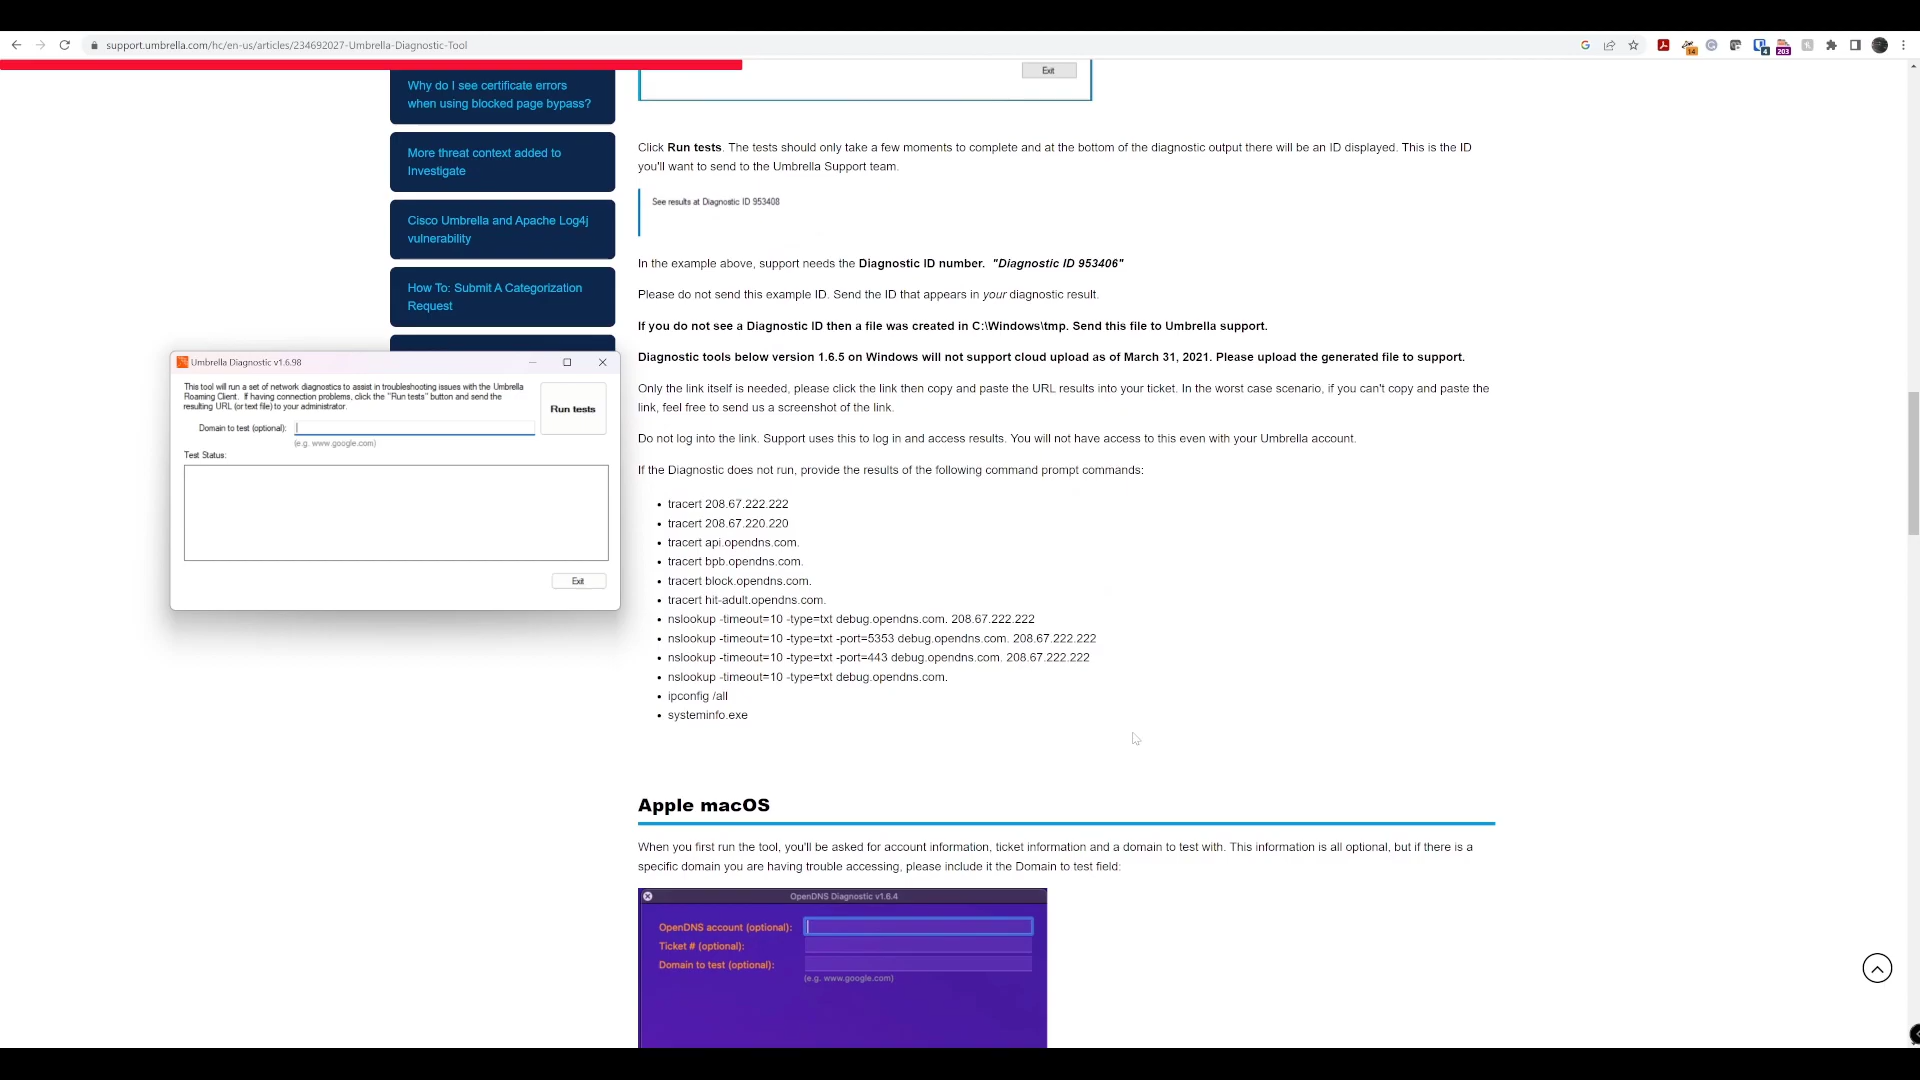 support.umbrella.com/hc/en-us/articles/234692027-Umbrella-Diagnostic-Tool
14
4
203
Why do I see certificate errors
when using blocked page bypass?
More threat context added to
Investigate
Cisco Umbrella and Apache Log4j
vulnerability
How To: Submit A Categorization
Request
Exit
Click Run tests. The tests should only take a few moments to complete and at the bottom of the diagnostic output there will be an ID displayed. This is the ID
you'll want to send to the Umbrella Support team.
See results at Diagnostic ID 953408
In the example above, support needs the Diagnostic ID number. "Diagnostic ID 953406"
Please do not send this example ID. Send the ID that appears in your diagnostic result.
If you do not see a Diagnostic ID then a file was created in C:\Windows\tmp. Send this file to Umbrella support.
Diagnostic tools below version 1.6.5 on Windows will not support cloud upload as of March 31, 2021. Please upload the generated file to support.
Only the link itself is needed, please click the link then copy and paste the URL results into your ticket. In the worst case scenario, if you can't copy and paste the
link, feel free to send us a screenshot of the link.
Do not log into the link. Support uses this to log in and access results. You will not have access to this even with your Umbrella account.
If the Diagnostic does not run, provide the results of the following command prompt commands:
• tracert 208.67.222.222
• tracert 208.67.220.220
• tracert api.opendns.com.
• tracert bpb.opendns.com.
• tracert block.opendns.com.
• tracert hit-adult.opendns.com.
• nslookup -timeout=10 -type=txt debug.opendns.com. 208.67.222.222
• nslookup -timeout=10 -type=txt -port=5353 debug.opendns.com. 208.67.222.222
• nslookup -timeout=10 -type=txt -port=443 debug.opendns.com. 208.67.222.222
• nslookup -timeout=10 -type=txt debug.opendns.com.
• ipconfig /all
• systeminfo.exe
Umbrella Diagnostic v1.6.98
This tool will run a set of network diagnostics to assist in troubleshooting issues with the Umbrella
Roaming Client. If having connection problems, click the "Run tests" button and send the
resulting URL (or text file) to your administrator.
Run tests
Domain to test (optional):
(e.g. www.google.com)
Test Status:
Exit
Apple macOS
When you first run the tool, you'll be asked for account information, ticket information and a domain to test with. This information is all optional, but if there is a
specific domain you are having trouble accessing, please include it the Domain to test field:
OpenDNS Diagnostic v1.6.4
OpenDNS account (optional):
Ticket # (optional):
Domain to test (optional):
(e.g. www.google.com)